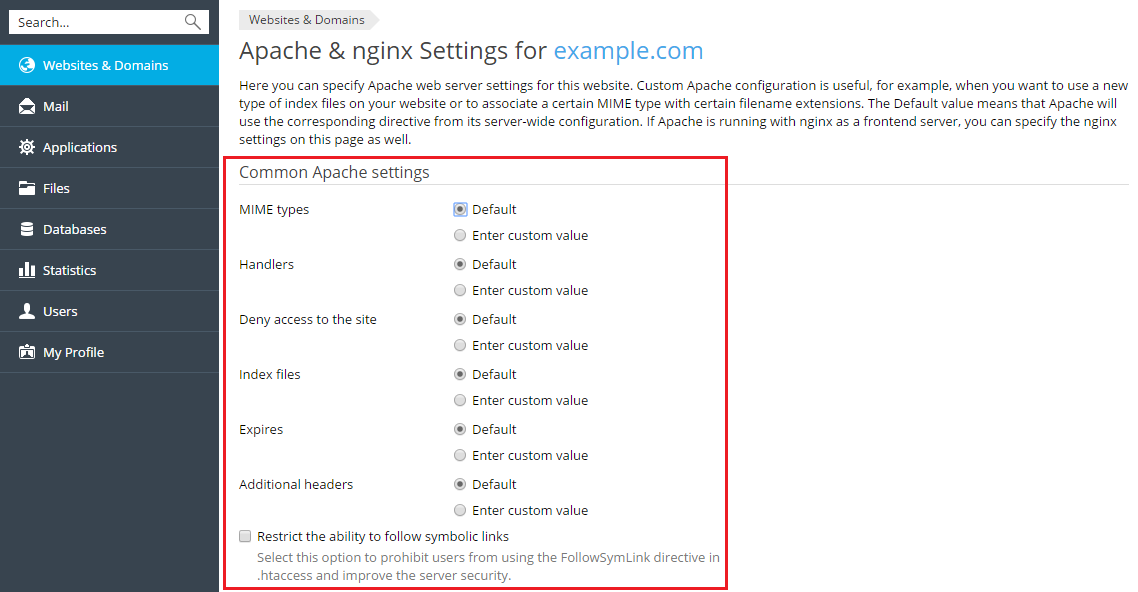 Search...
Websites & Domains
Mail
Applications
Files
Databases
Statistics
Users
My Profile
Websites & Domains
Apache & nginx Settings for example.com
Here you can specify Apache web server settings for this website. Custom Apache configuration is useful, for example, when you want to use a new
type of index files on your website or to associate a certain MIME type with certain filename extensions. The Default value means that Apache will
use the corresponding directive from its server-wide configuration. If Apache is running with nginx as a frontend server, you can specify the nginx
settings on this page as well.
Common Apache settings
MIME types Default
Enter custom value
Handlers Default
Enter custom value
Deny access to the site Default
Enter custom value
Index files Default
Enter custom value
Expires Default
Enter custom value
Additional headers Default
Enter custom value
Restrict the ability to follow symbolic links
Select this option to prohibit users from using the FollowSymLink directive in
.htaccess and improve the server security.